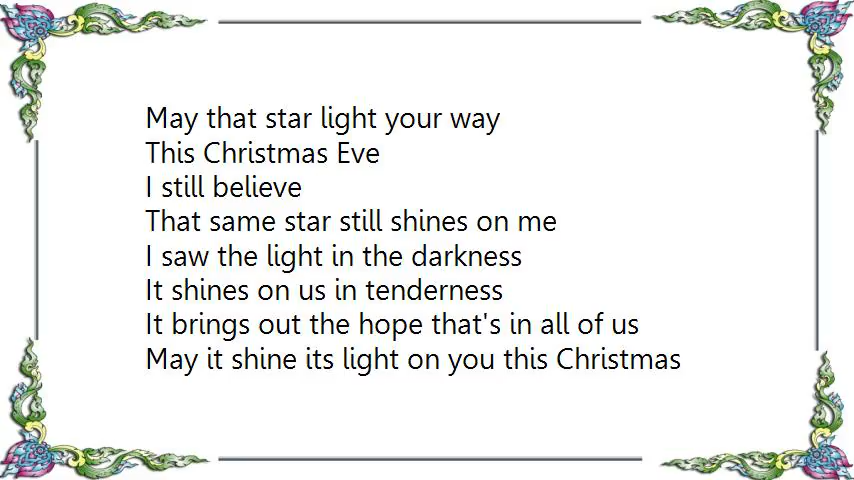 May that star light your way
This Christmas Eve
I still believe
That same star still shines on me
I saw the light in the darkness
It shines on us in tenderness
It brings out the hope that's in all of us
May it shine its light on you this Christmas